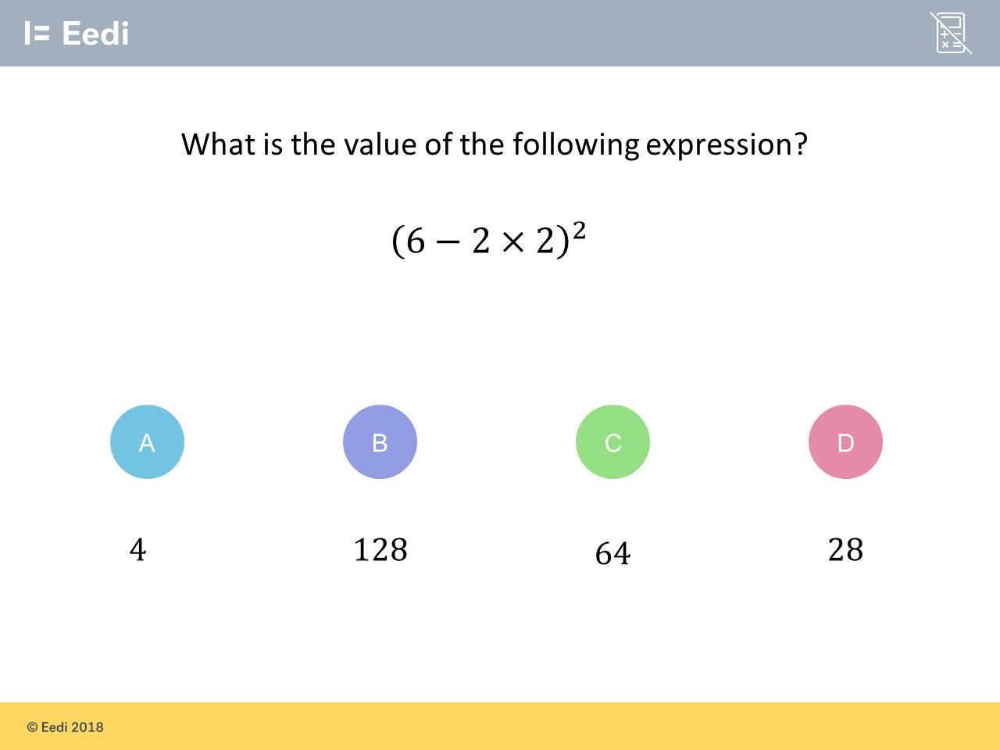 Eedi
What is the value of the following expression?
(6 − 2 × 2)²
A B C D
4 128 64 28
© Eedi 2018